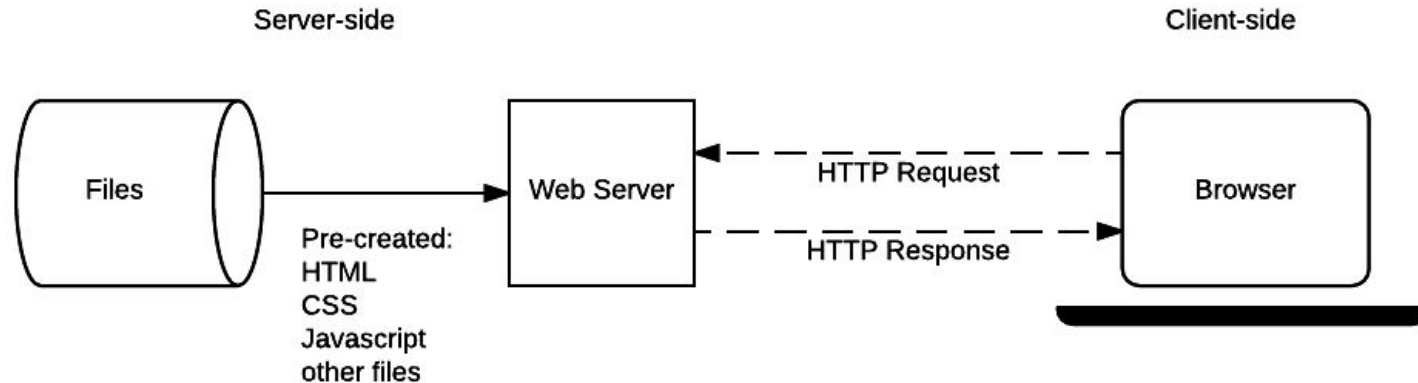 Server-side
Client-side
Files
Pre-created:
HTML
CSS
Javascript
other files
Web Server
HTTP Request
HTTP Response
Browser